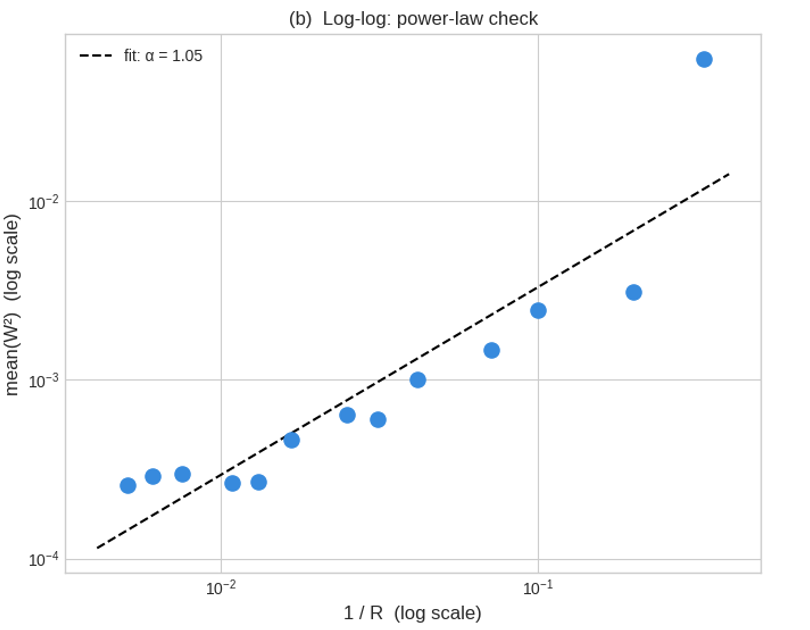 (b) Log-log: power-law check
fit: α = 1.05
mean(W²) (log scale)
10⁻²
10⁻³
10⁻⁴
10⁻²
10⁻¹
1 / R (log scale)